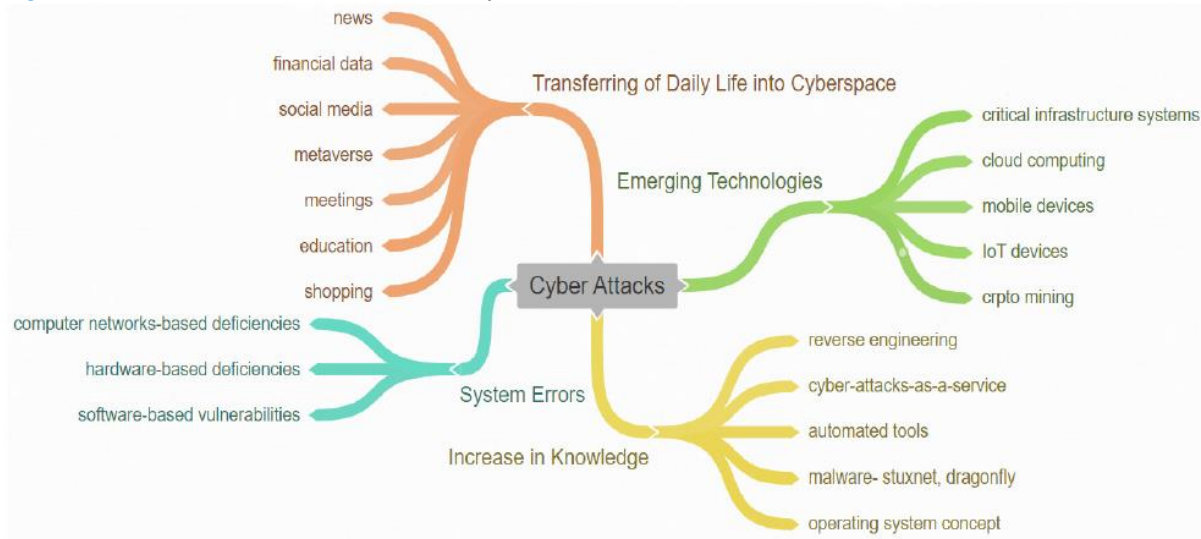 news
financial data
social media
metaverse
meetings
education
shopping
Transferring of Daily Life into Cyberspace
Emerging Technologies
critical infrastructure systems
cloud computing
mobile devices
IoT devices
crpto mining
Cyber Attacks
computer networks-based deficiencies
hardware-based deficiencies
software-based vulnerabilities
System Errors
Increase in Knowledge
reverse engineering
cyber-attacks-as-a-service
automated tools
malware- stuxnet, dragonfly
operating system concept